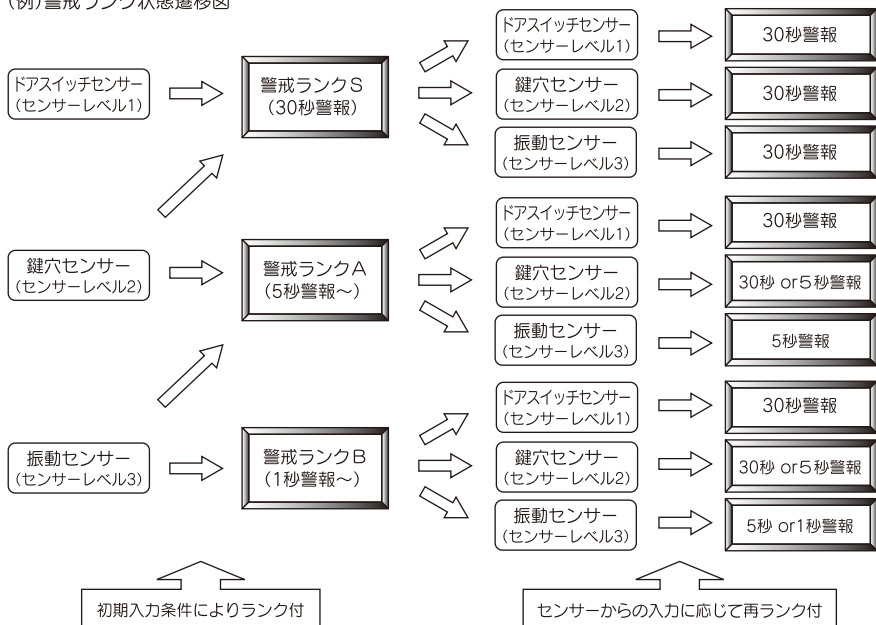 (例)警戒ランク状態遷移図
ドアスイッチセンサー
(センサーレベル1)
警戒ランクS
(30秒警報)
ドアスイッチセンサー
(センサーレベル1)
30秒警報
鍵穴センサー
(センサーレベル2)
30秒警報
振動センサー
(センサーレベル3)
30秒警報
鍵穴センサー
(センサーレベル2)
警戒ランクA
(5秒警報～)
ドアスイッチセンサー
(センサーレベル1)
30秒警報
鍵穴センサー
(センサーレベル2)
30秒 or5秒警報
振動センサー
(センサーレベル3)
5秒警報
振動センサー
(センサーレベル3)
警戒ランクB
(1秒警報～)
ドアスイッチセンサー
(センサーレベル1)
30秒警報
鍵穴センサー
(センサーレベル2)
30秒 or5秒警報
振動センサー
(センサーレベル3)
5秒 or1秒警報
初期入力条件によりランク付
センサーからの入力に応じて再ランク付